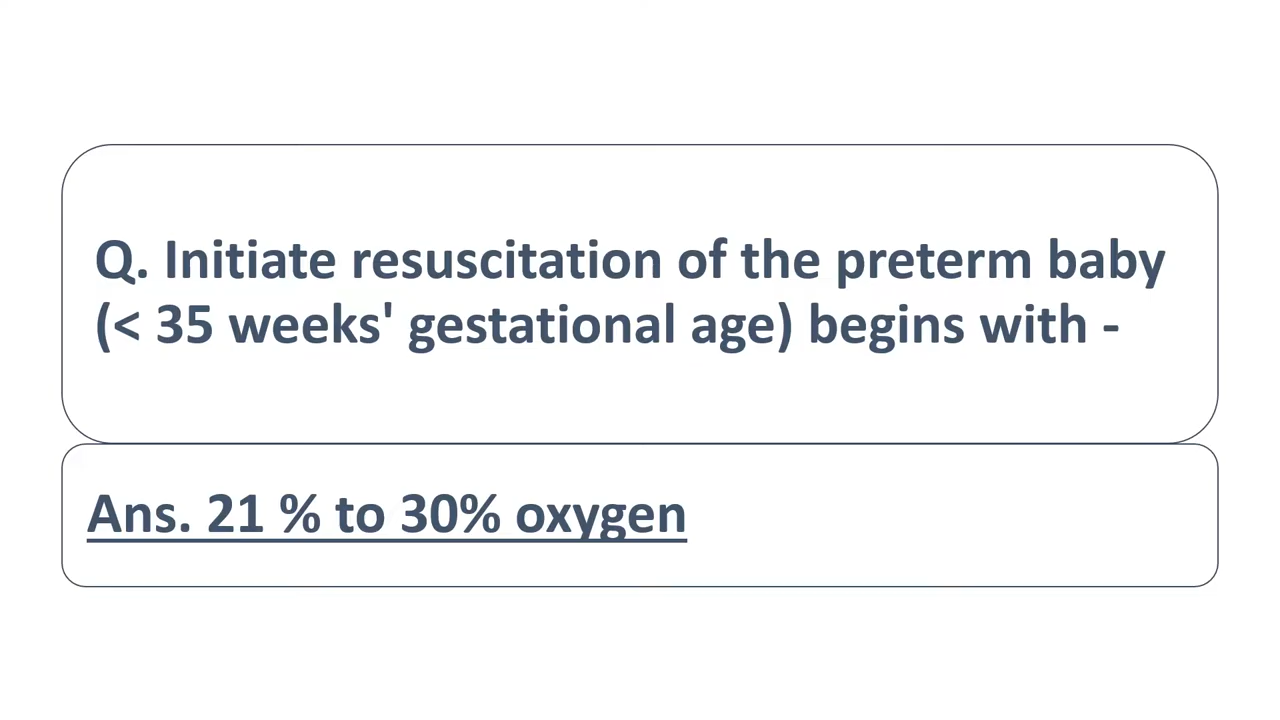 Q. Initiate resuscitation of the preterm baby
(< 35 weeks' gestational age) begins with -
Ans. 21 % to 30% oxygen